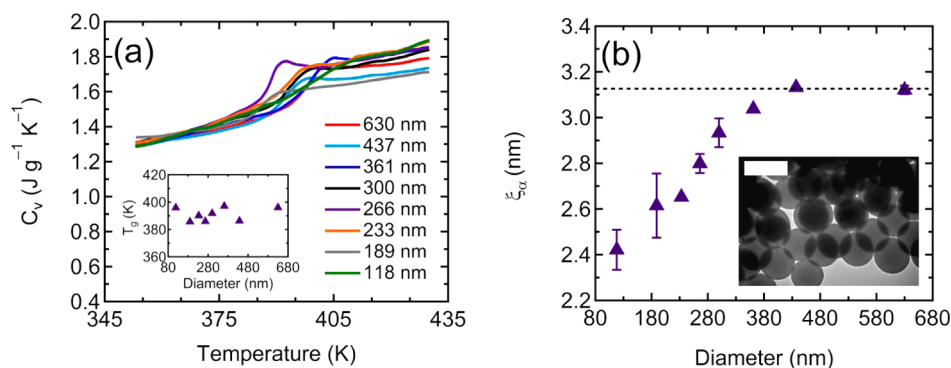 (a)
2.0
1.8
1.6
1.4
1.2
1.0
0.8
0.6
0.4
345
375
405
435
C_v (J g⁻¹ K⁻¹)
Temperature (K)
630 nm
437 nm
361 nm
300 nm
266 nm
233 nm
189 nm
118 nm
420
400
380
360
80
280
480
680
T_g (K)
Diameter (nm)
(b)
3.4
3.2
3.0
2.8
2.6
2.4
2.2
80
180
280
380
480
580
680
ξ_α (nm)
Diameter (nm)